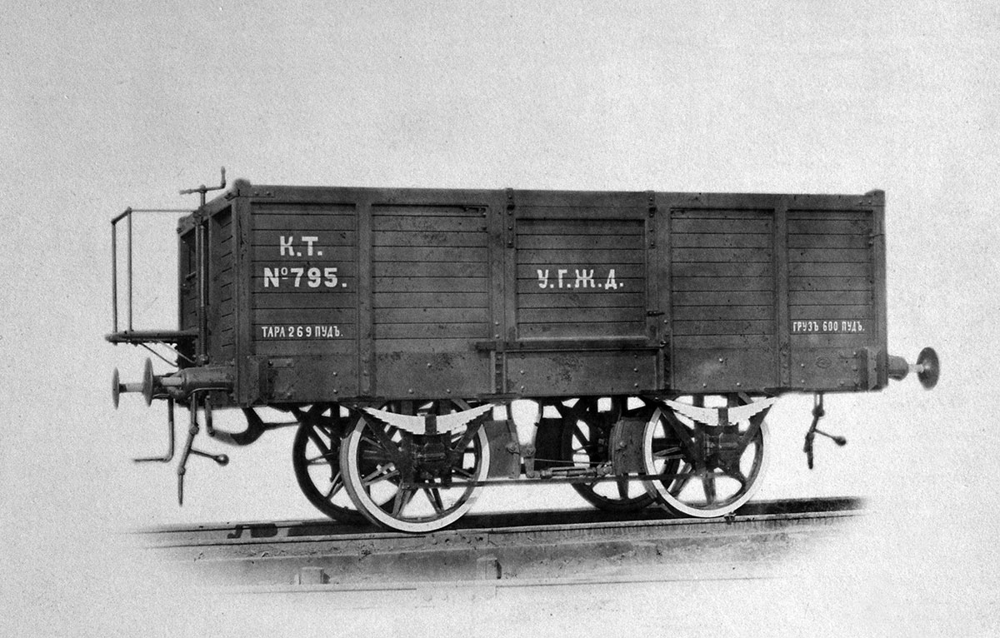 К.Т.
№795.
У.Г.Ж.Д.
ТАРА 269 ПУДЪ.
ГРУЗЪ 600 ПУДЪ.